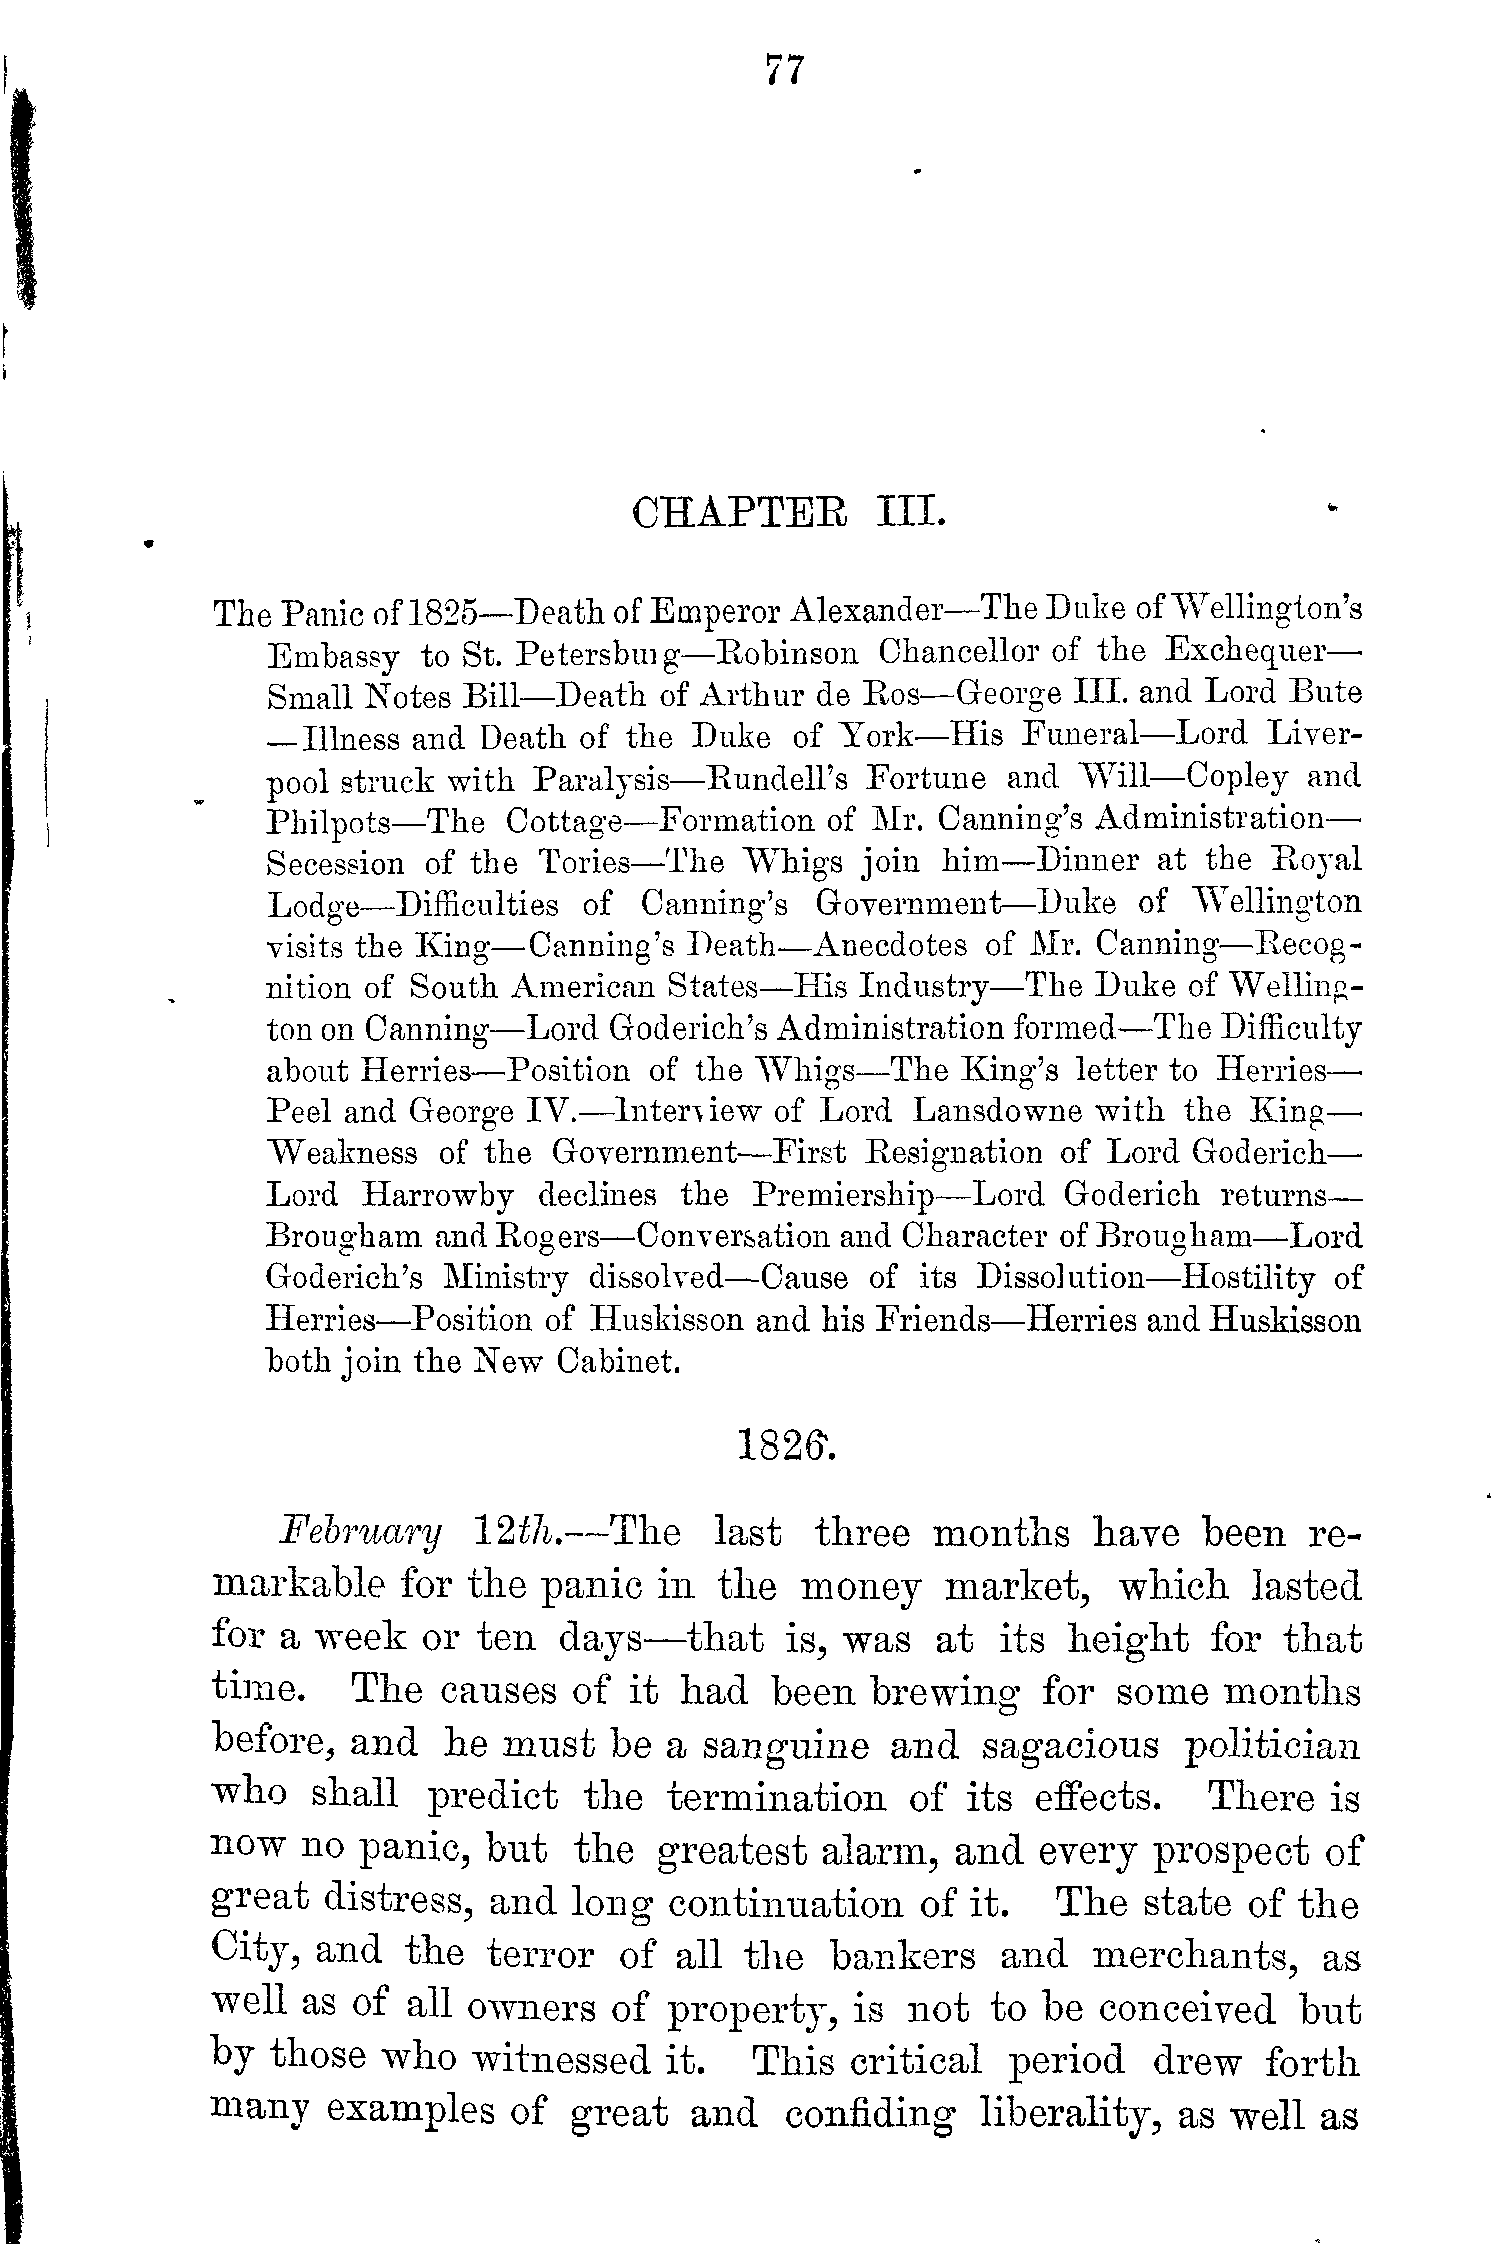 77
CHAPTER III.
The Panic of 1825—Death of Emperor Alexander—The Duke of Wellington's
Embassy to St. Petersburg—Robinson Chancellor of the Exchequer—
Small Notes Bill—Death of Arthur de Ros—George III. and Lord Bute
—Illness and Death of the Duke of York—His Funeral—Lord Liver-
pool struck with Paralysis—Rundell's Fortune and Will—Copley and
Philpots—The Cottage—Formation of Mr. Canning's Administration—
Secession of the Tories—The Whigs join him—Dinner at the Royal
Lodge—Difficulties of Canning's Government—Duke of Wellington
visits the King—Canning's Death—Anecdotes of Mr. Canning—Recog-
nition of South American States—His Industry—The Duke of Welling-
ton on Canning—Lord Goderich's Administration formed—The Difficulty
about Herries—Position of the Whigs—The King's letter to Herries—
Peel and George IV.—Interview of Lord Lansdowne with the King—
Weakness of the Government—First Resignation of Lord Goderich—
Lord Harrowby declines the Premiership—Lord Goderich returns—
Brougham and Rogers—Conversation and Character of Brougham—Lord
Goderich's Ministry dissolved—Cause of its Dissolution—Hostility of
Herries—Position of Huskisson and his Friends—Herries and Huskisson
both join the New Cabinet.
1826.
February 12th.—The last three months have been re-
markable for the panic in the money market, which lasted
for a week or ten days—that is, was at its height for that
time. The causes of it had been brewing for some months
before, and he must be a sanguine and sagacious politician
who shall predict the termination of its effects. There is
now no panic, but the greatest alarm, and every prospect of
great distress, and long continuation of it. The state of the
City, and the terror of all the bankers and merchants, as
well as of all owners of property, is not to be conceived but
by those who witnessed it. This critical period drew forth
many examples of great and confiding liberality, as well as